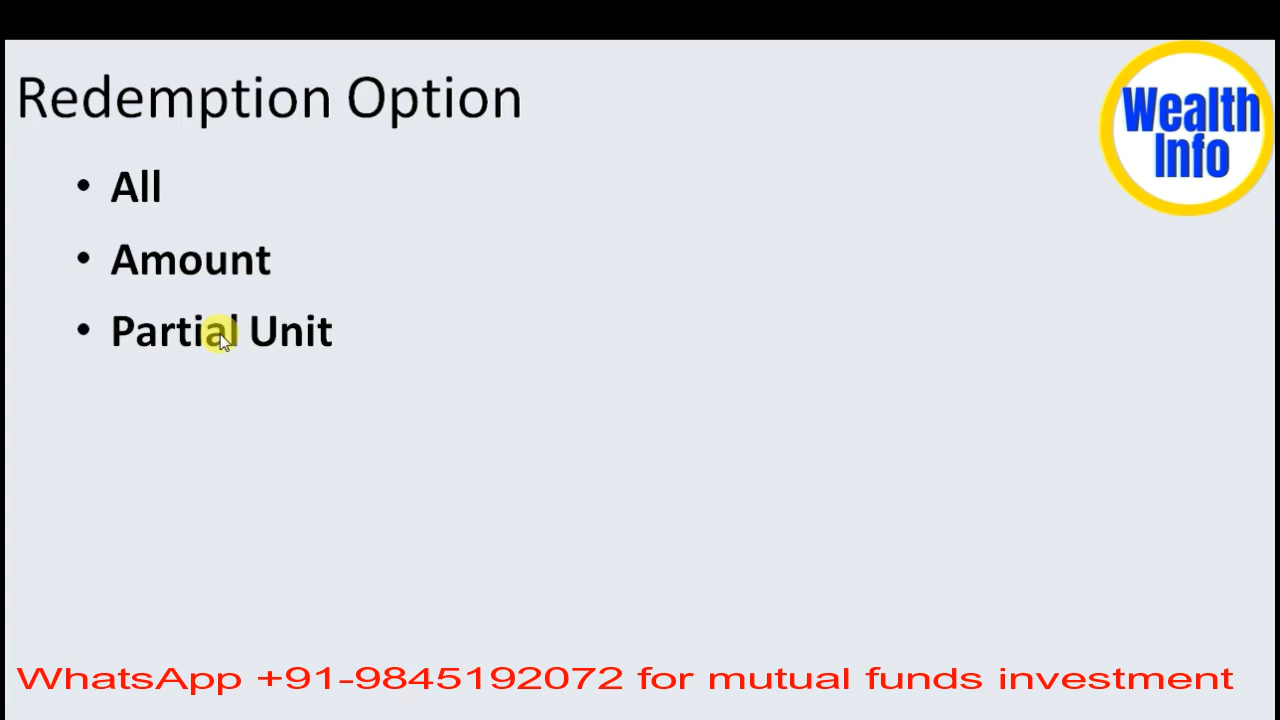 Redemption Option
Wealth
Info
• All
• Amount
• Partial Unit
WhatsApp +91-9845192072 for mutual funds investment